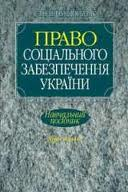 ПРАВО
СОЦІАЛЬНОГО
ЗАБЕЗПЕЧЕННЯ
УКРАЇНИ
Навчальний
посібник